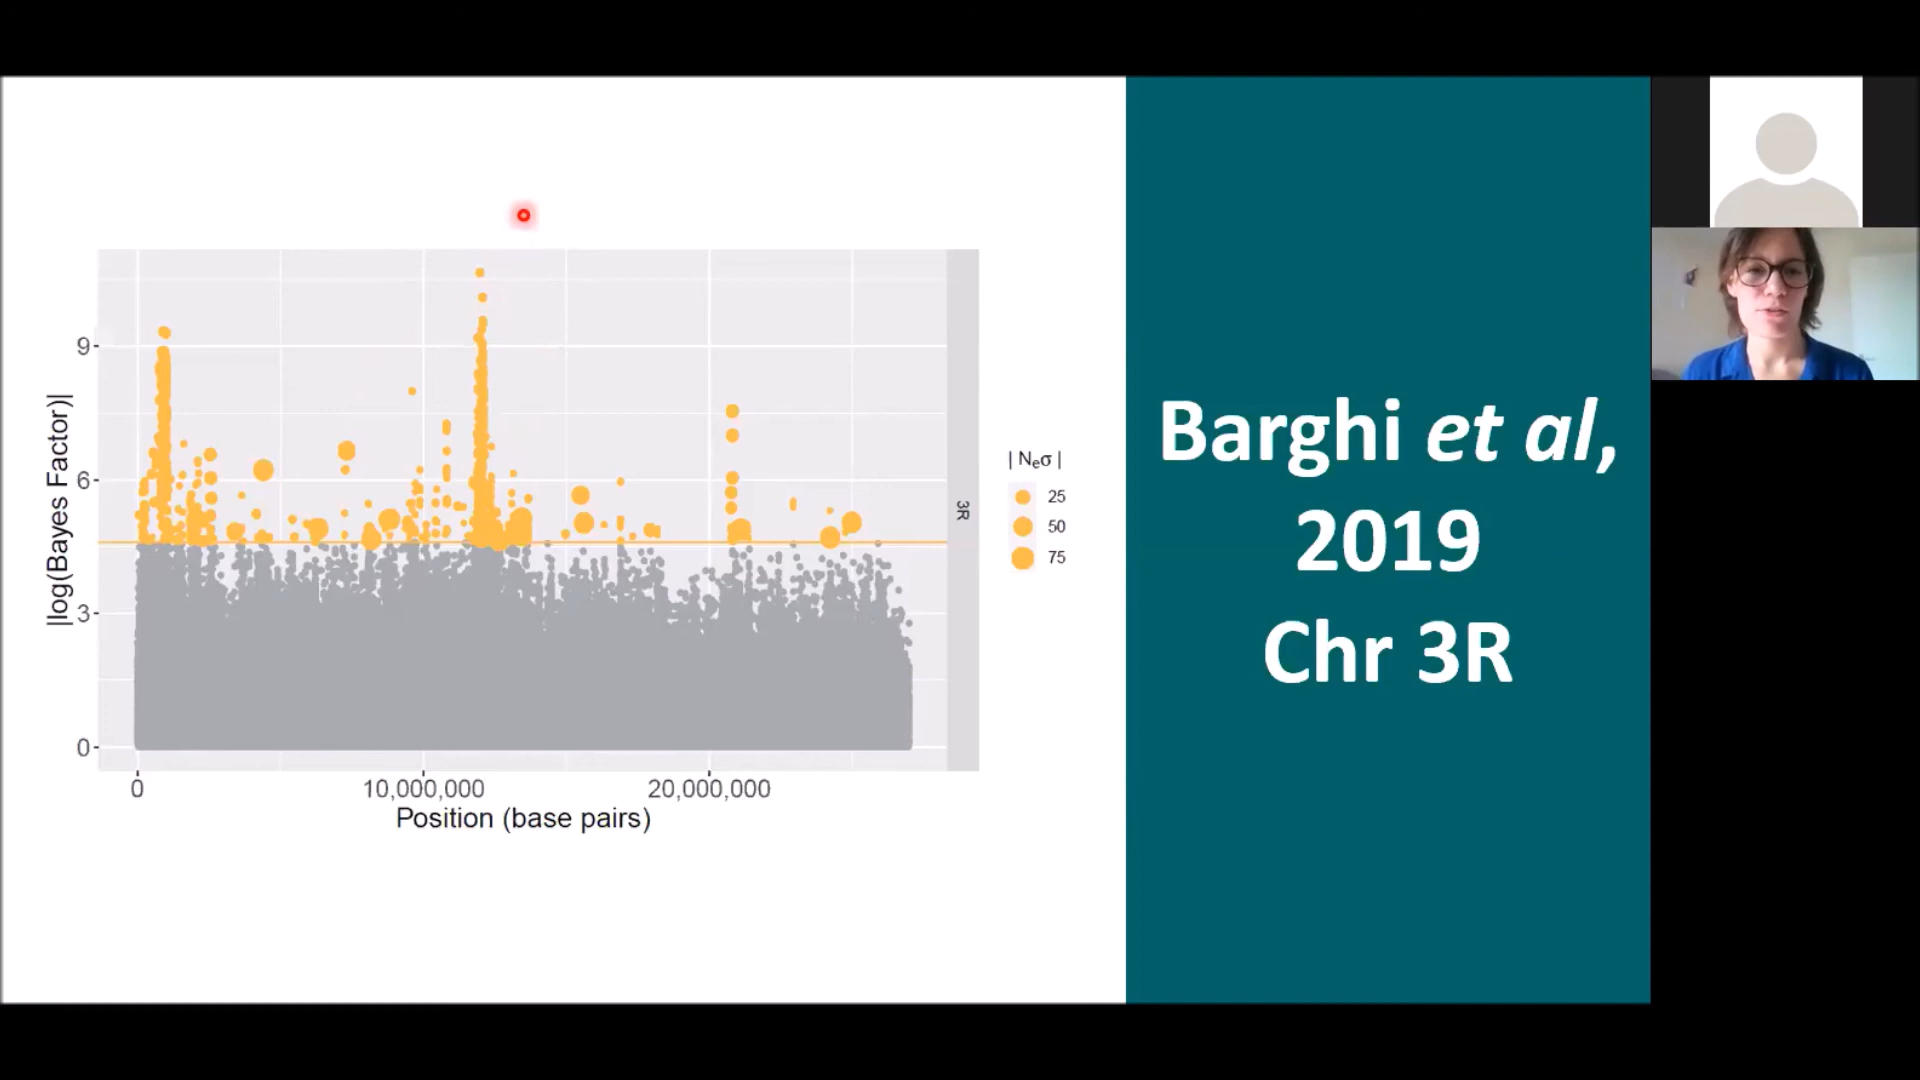 |log(Bayes Factor)|
9
6
3
0
0
10,000,000
20,000,000
Position (base pairs)
3R
| Nₑσ |
25
50
75
Barghi et al,
2019
Chr 3R